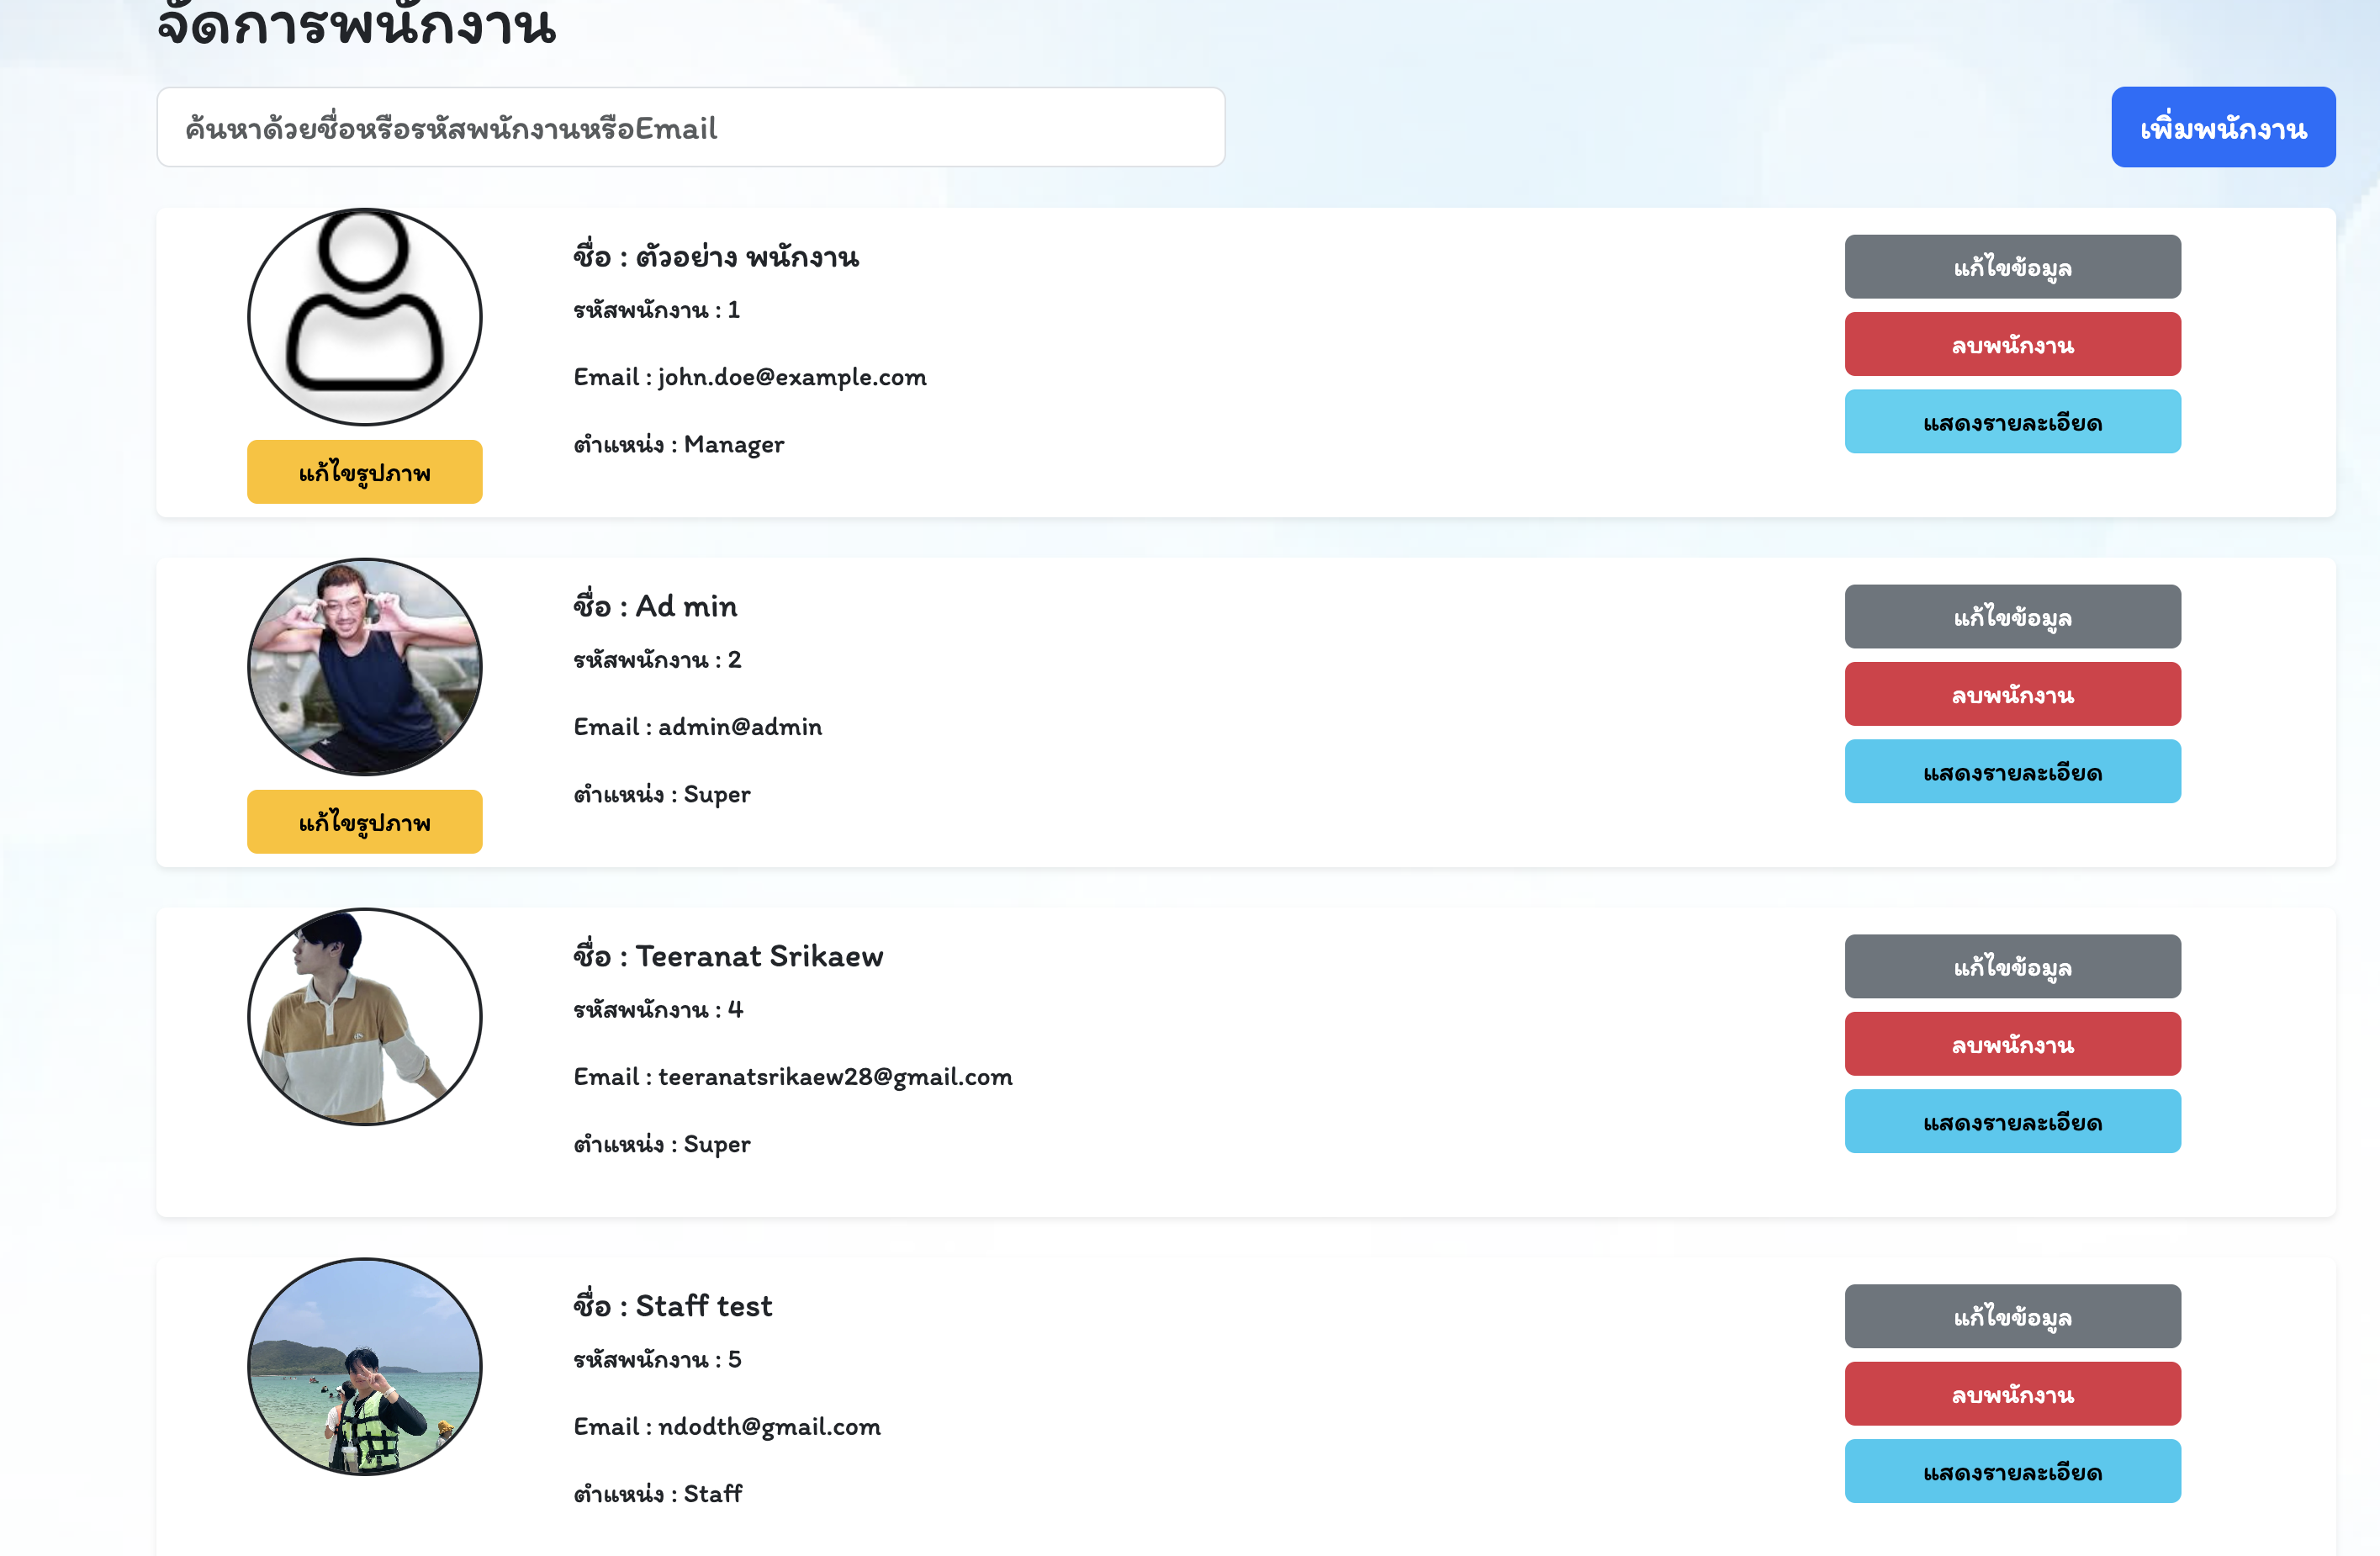 จัดการพนักงาน
ค้นหาด้วยชื่อหรือรหัสพนักงานหรือEmail
เพิ่มพนักงาน
ชื่อ : ตัวอย่าง พนักงาน
รหัสพนักงาน : 1
Email : john.doe@example.com
ตำแหน่ง : Manager
แก้ไขรูปภาพ
แก้ไขข้อมูล
ลบพนักงาน
แสดงรายละเอียด
ชื่อ : Ad min
รหัสพนักงาน : 2
Email : admin@admin
ตำแหน่ง : Super
แก้ไขรูปภาพ
แก้ไขข้อมูล
ลบพนักงาน
แสดงรายละเอียด
ชื่อ : Teeranat Srikaew
รหัสพนักงาน : 4
Email : teeranatsrikaew28@gmail.com
ตำแหน่ง : Super
แก้ไขข้อมูล
ลบพนักงาน
แสดงรายละเอียด
ชื่อ : Staff test
รหัสพนักงาน : 5
Email : ndodth@gmail.com
ตำแหน่ง : Staff
แก้ไขข้อมูล
ลบพนักงาน
แสดงรายละเอียด